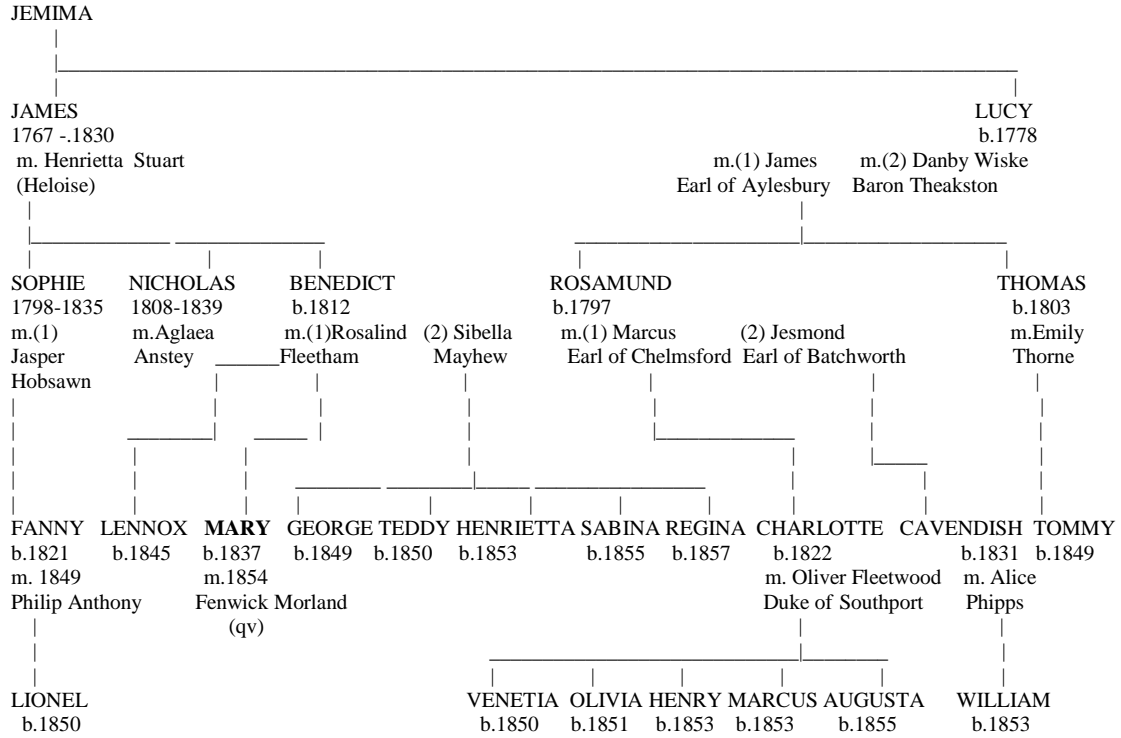 JEMIMA
JAMES LUCY
1767 -.1830 b.1778
m. Henrietta Stuart m.(1) James m.(2) Danby Wiske
(Heloise) Earl of Aylesbury Baron Theakston
SOPHIE NICHOLAS BENEDICT ROSAMUND THOMAS
1798-1835 1808-1839 b.1812 b.1797 b.1803
m.(1) m.Aglaea m.(1)Rosalind (2) Sibella m.(1) Marcus (2) Jesmond m.Emily
Jasper Anstey Fleetham Mayhew Earl of Chelmsford Earl of Batchworth Thorne
Hobsawn
FANNY LENNOX MARY GEORGE TEDDY HENRIETTA SABINA REGINA CHARLOTTE CAVENDISH TOMMY
b.1821 b.1845 b.1837 b.1849 b.1850 b.1853 b.1855 b.1857 b.1822 b.1831 b.1849
m. 1849 m.1854 m. Oliver Fleetwood m. Alice
Philip Anthony Fenwick Morland Duke of Southport Phipps
(qv)
LIONEL VENETIA OLIVIA HENRY MARCUS AUGUSTA WILLIAM
b.1850 b.1850 b.1851 b.1853 b.1853 b.1855 b.1853